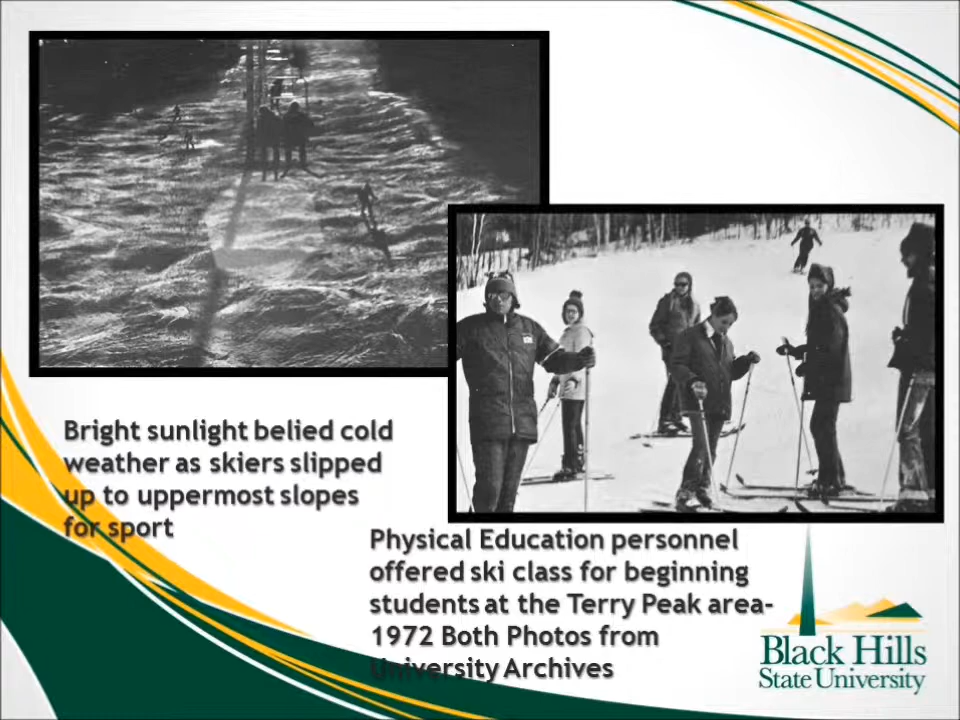 Bright sunlight belied cold
weather as skiers slipped
up to uppermost slopes
for sport
Physical Education personnel
offered ski class for beginning
students at the Terry Peak area-
1972 Both Photos from
University Archives
Black Hills
State University